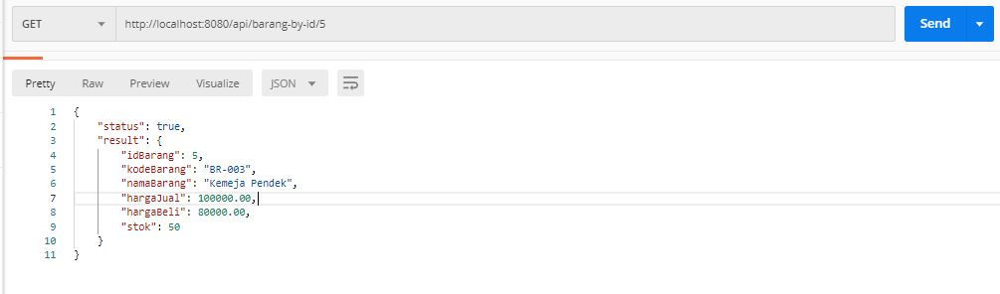 GET http://localhost:8080/api/barang-by-id/5 Send
Pretty Raw Preview Visualize JSON
1 {
2 "status": true,
3 "result": {
4 "idBarang": 5,
5 "kodeBarang": "BR-003",
6 "namaBarang": "Kemeja Pendek",
7 "hargaJual": 100000.00,
8 "hargaBeli": 80000.00,
9 "stok": 50
10 }
11 }